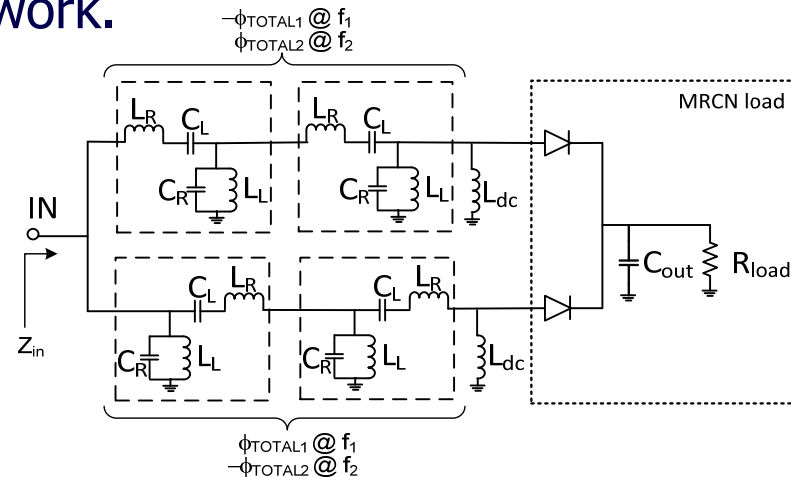 work.
−ϕTOTAL1 @ f1
ϕTOTAL2 @ f2
MRCN load
LR CL LR CL
CR LL CR LL Ldc
IN
Cout Rload
CL LR CL LR
Zin
CR LL CR LL Ldc
ϕTOTAL1 @ f1
−ϕTOTAL2 @ f2